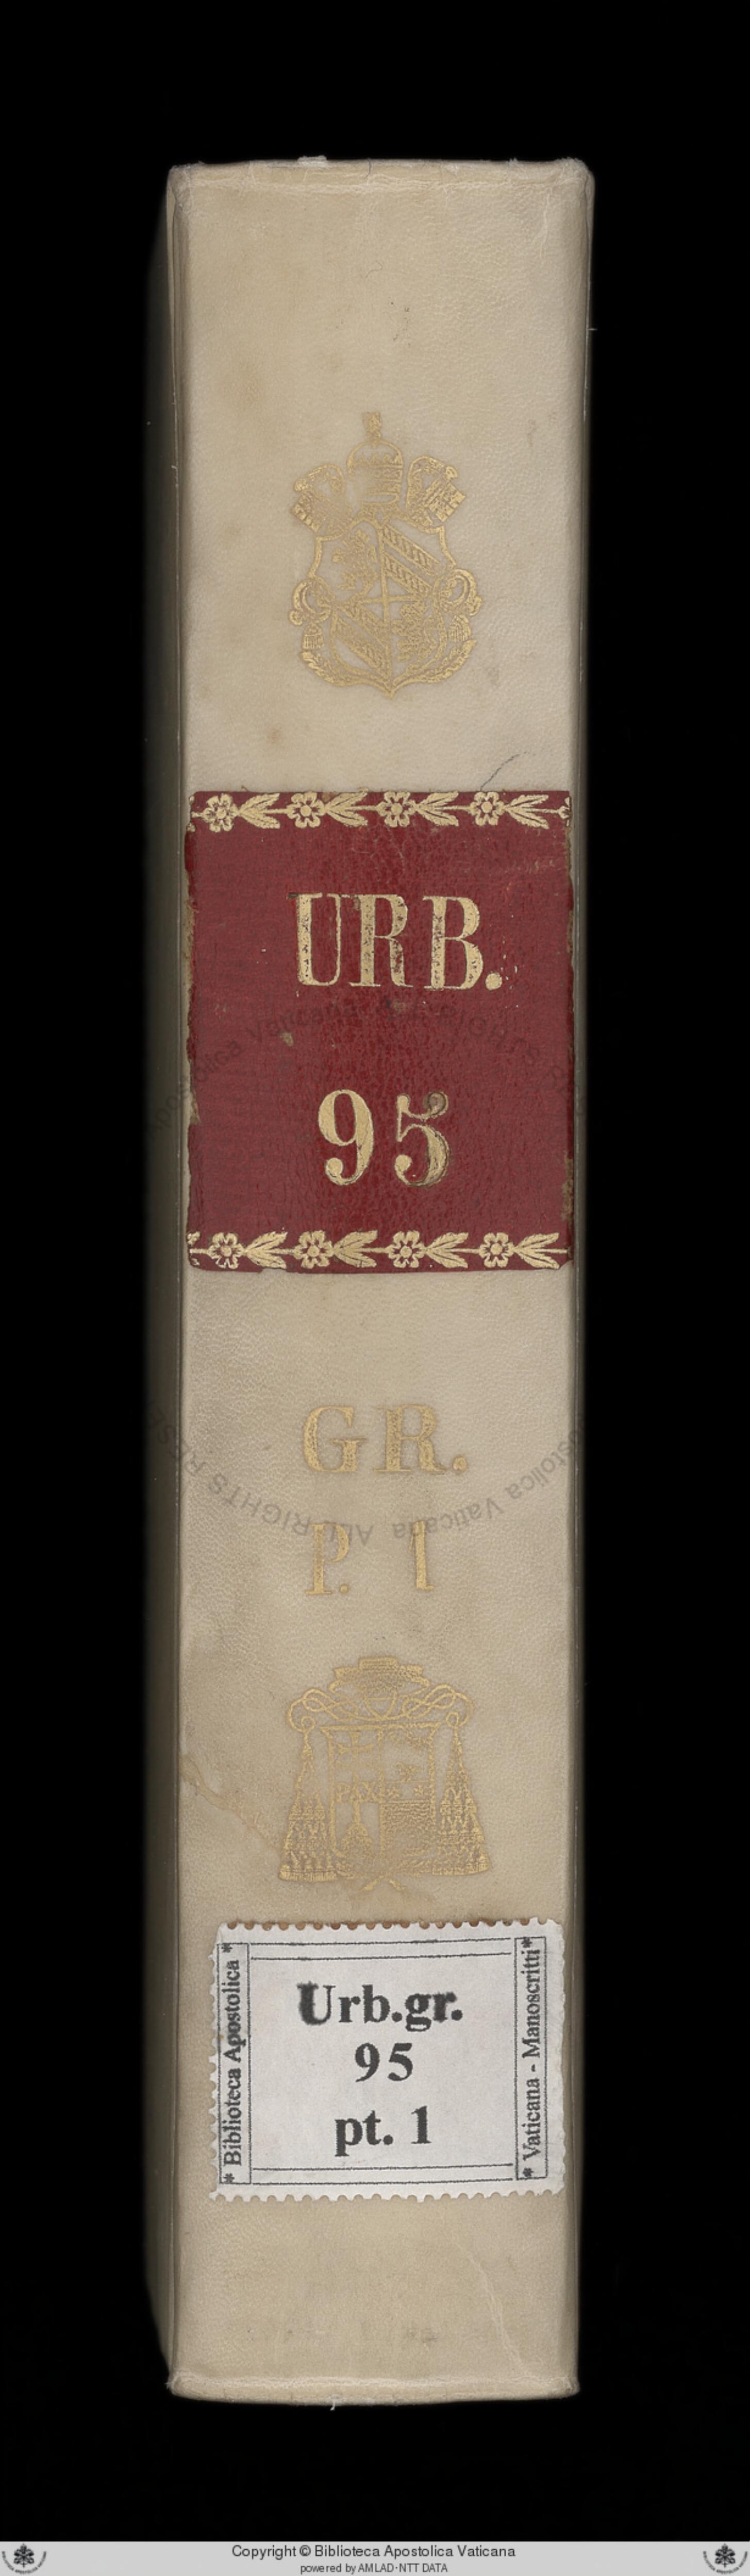 URB.
95
GR.
P. 1
PAX
* Biblioteca Apostolica *
Urb.gr.
95
pt. 1
* Vaticana - Manoscritti *
Copyright © Biblioteca Apostolica Vaticana
powered by AMLAD·NTT DATA